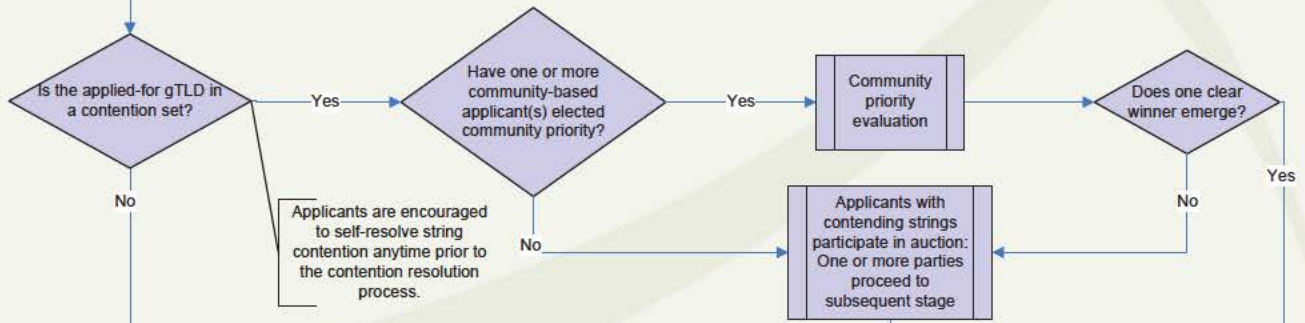 Is the applied-for gTLD in
a contention set?
Yes
Have one or more
community-based
applicant(s) elected
community priority?
Yes
Community
priority
evaluation
Does one clear
winner emerge?
Yes
No
No
Applicants are encouraged
to self-resolve string
contention anytime prior to
the contention resolution
process.
No
Applicants with
contending strings
participate in auction:
One or more parties
proceed to
subsequent stage